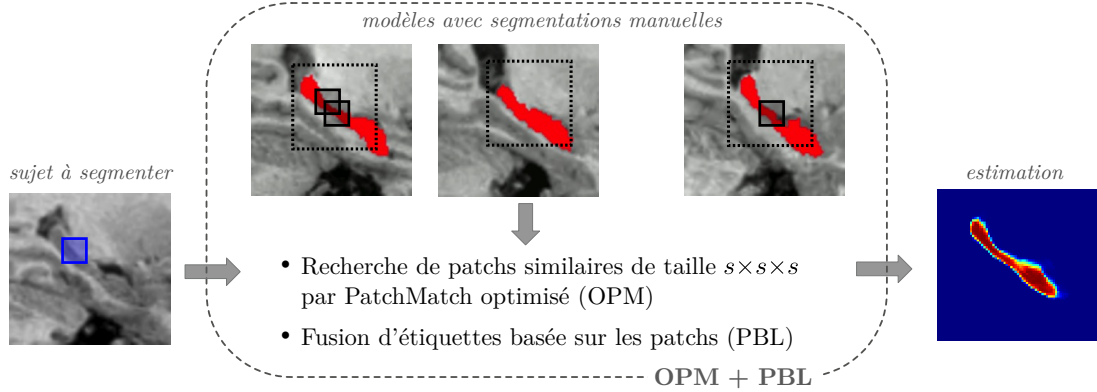 modèles avec segmentations manuelles
sujet à segmenter
estimation
• Recherche de patchs similaires de taille s×s×s
par PatchMatch optimisé (OPM)
• Fusion d'étiquettes basée sur les patchs (PBL)
OPM + PBL